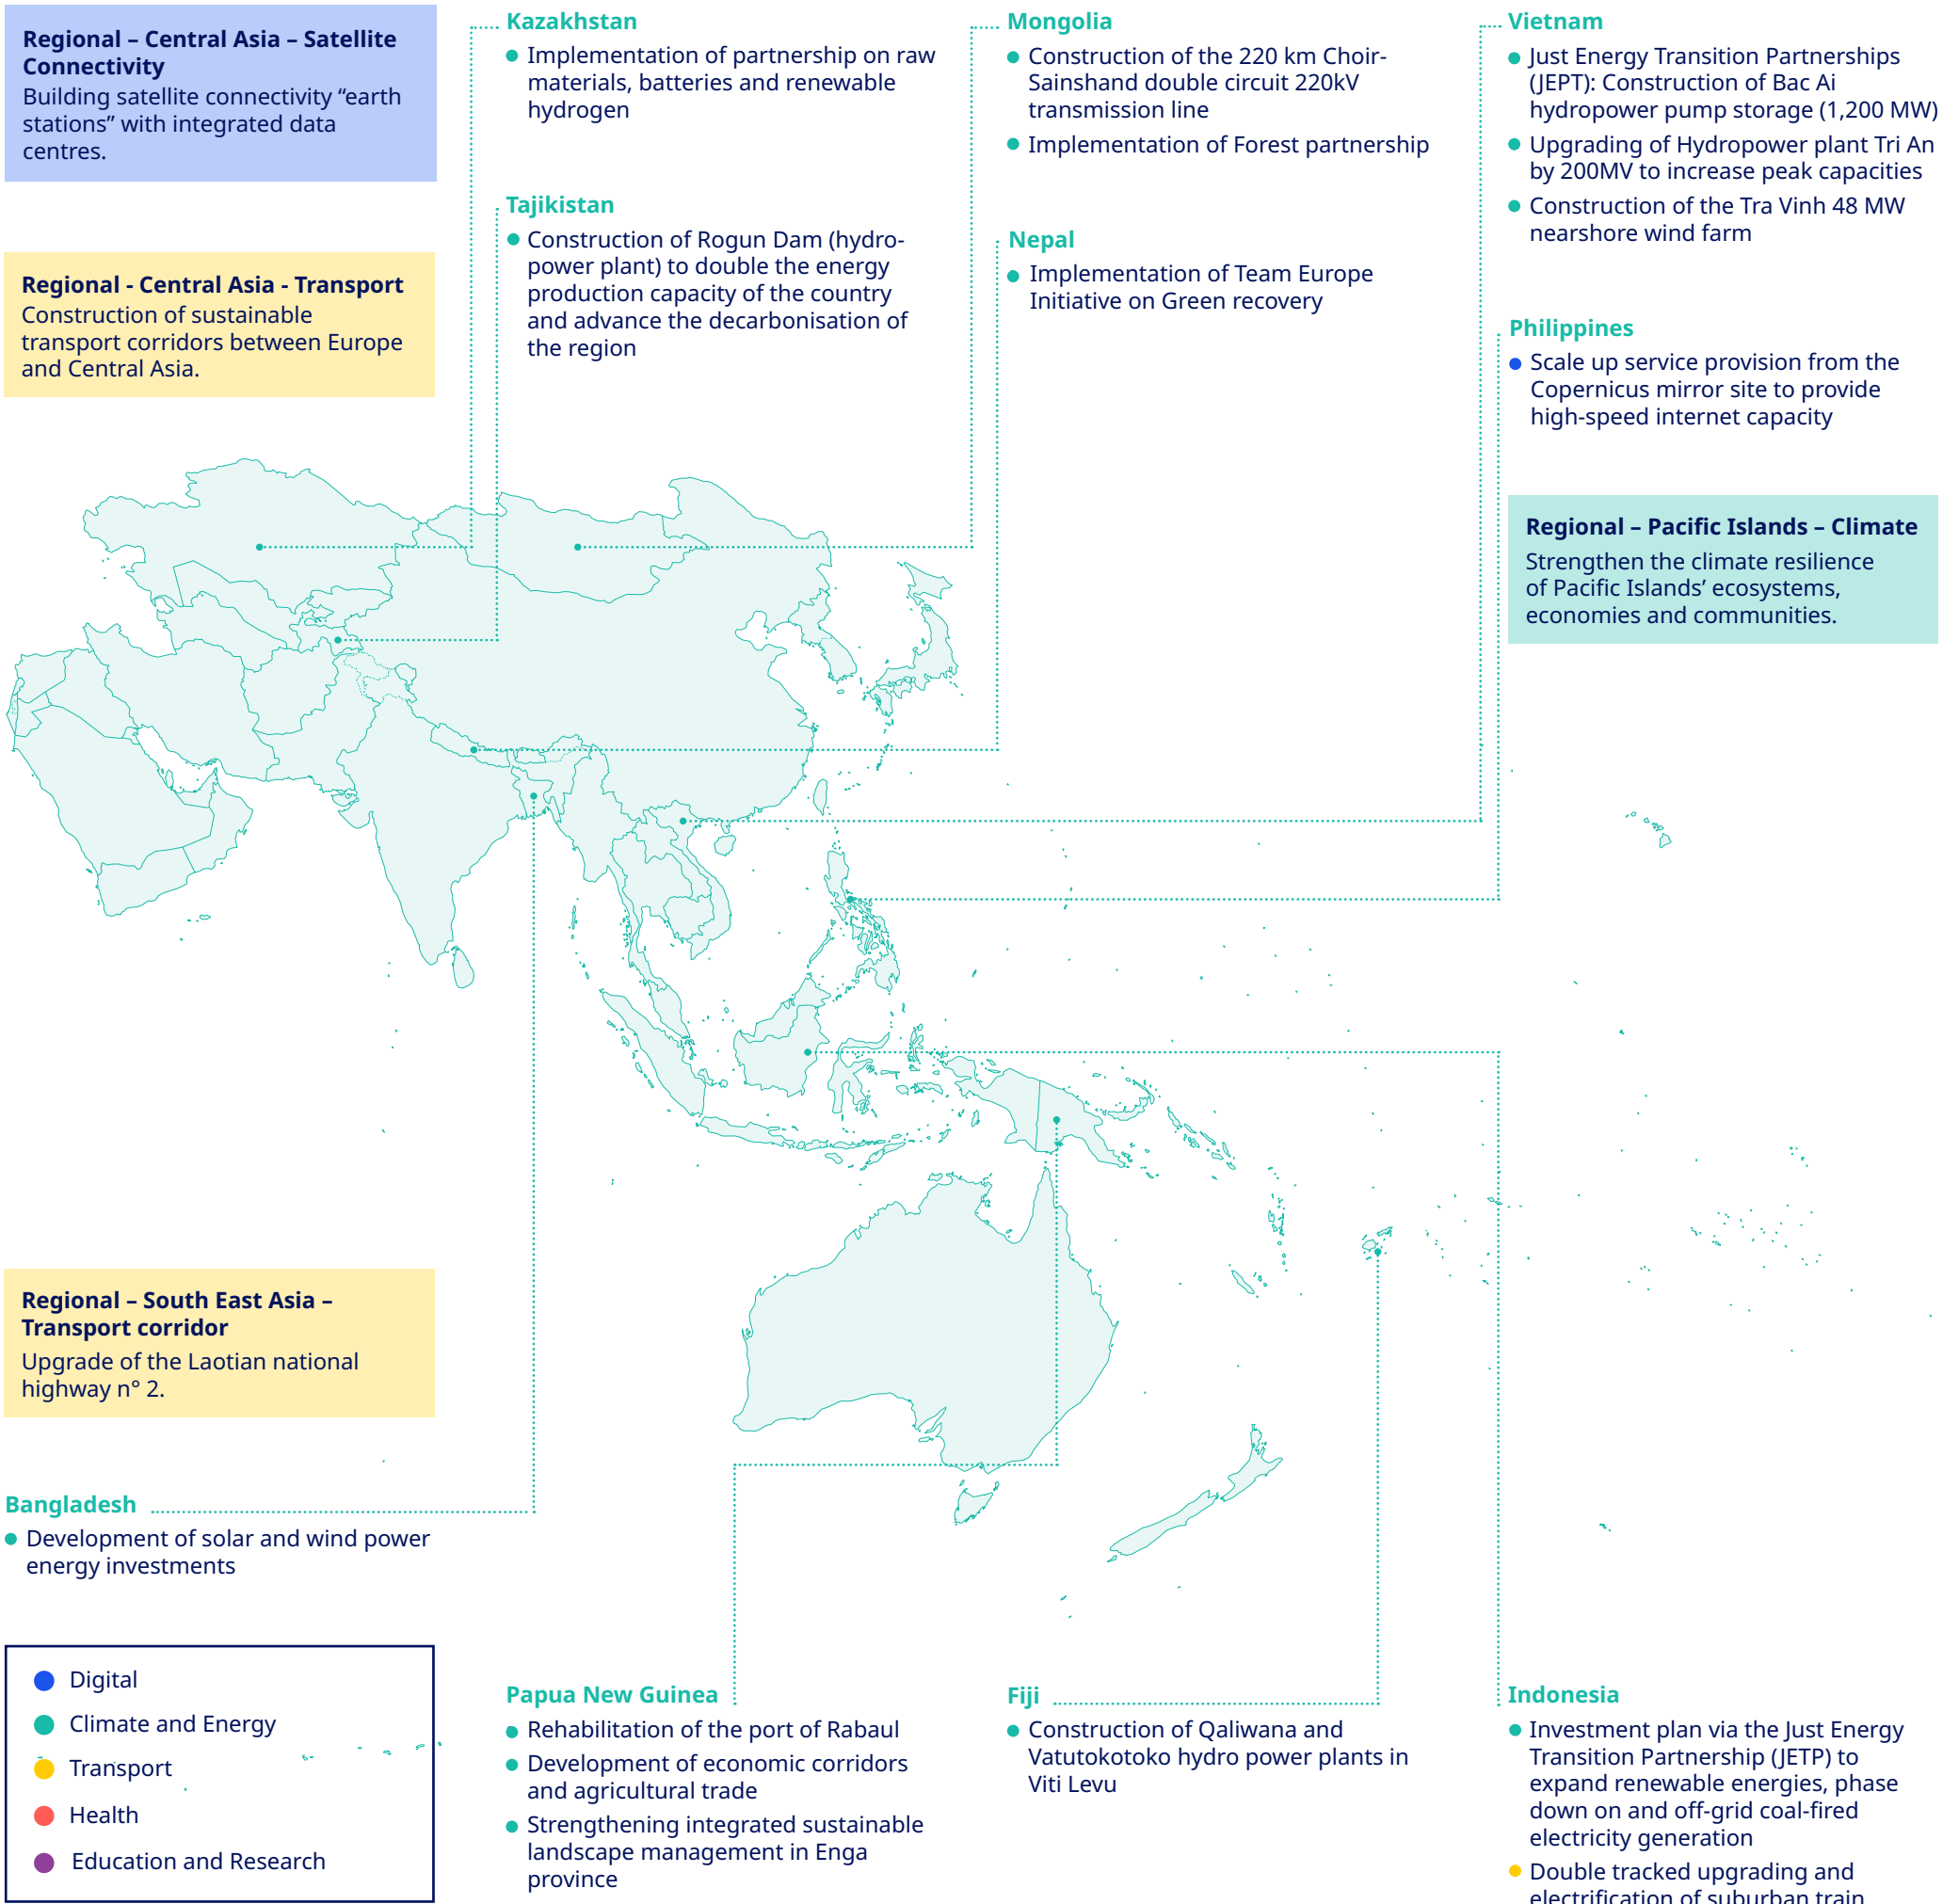 Regional – Central Asia – Satellite
Connectivity
Building satellite connectivity “earth
stations” with integrated data
centres.
Regional - Central Asia - Transport
Construction of sustainable
transport corridors between Europe
and Central Asia.
Kazakhstan
Implementation of partnership on raw
materials, batteries and renewable
hydrogen
Tajikistan
Construction of Rogun Dam (hydro-
power plant) to double the energy
production capacity of the country
and advance the decarbonisation of
the region
Mongolia
Construction of the 220 km Choir-
Sainshand double circuit 220kV
transmission line
Implementation of Forest partnership
Nepal
Implementation of Team Europe
Initiative on Green recovery
Vietnam
Just Energy Transition Partnerships
(JEPT): Construction of Bac Ai
hydropower pump storage (1,200 MW)
Upgrading of Hydropower plant Tri An
by 200MV to increase peak capacities
Construction of the Tra Vinh 48 MW
nearshore wind farm
Philippines
Scale up service provision from the
Copernicus mirror site to provide
high-speed internet capacity
Regional – Pacific Islands – Climate
Strengthen the climate resilience
of Pacific Islands’ ecosystems,
economies and communities.
Regional – South East Asia –
Transport corridor
Upgrade of the Laotian national
highway n° 2.
Bangladesh
Development of solar and wind power
energy investments
Digital
Climate and Energy
Transport
Health
Education and Research
Papua New Guinea
Rehabilitation of the port of Rabaul
Development of economic corridors
and agricultural trade
Strengthening integrated sustainable
landscape management in Enga
province
Fiji
Construction of Qaliwana and
Vatutokotoko hydro power plants in
Viti Levu
Indonesia
Investment plan via the Just Energy
Transition Partnership (JETP) to
expand renewable energies, phase
down on and off-grid coal-fired
electricity generation
Double tracked upgrading and
electrification of suburban train